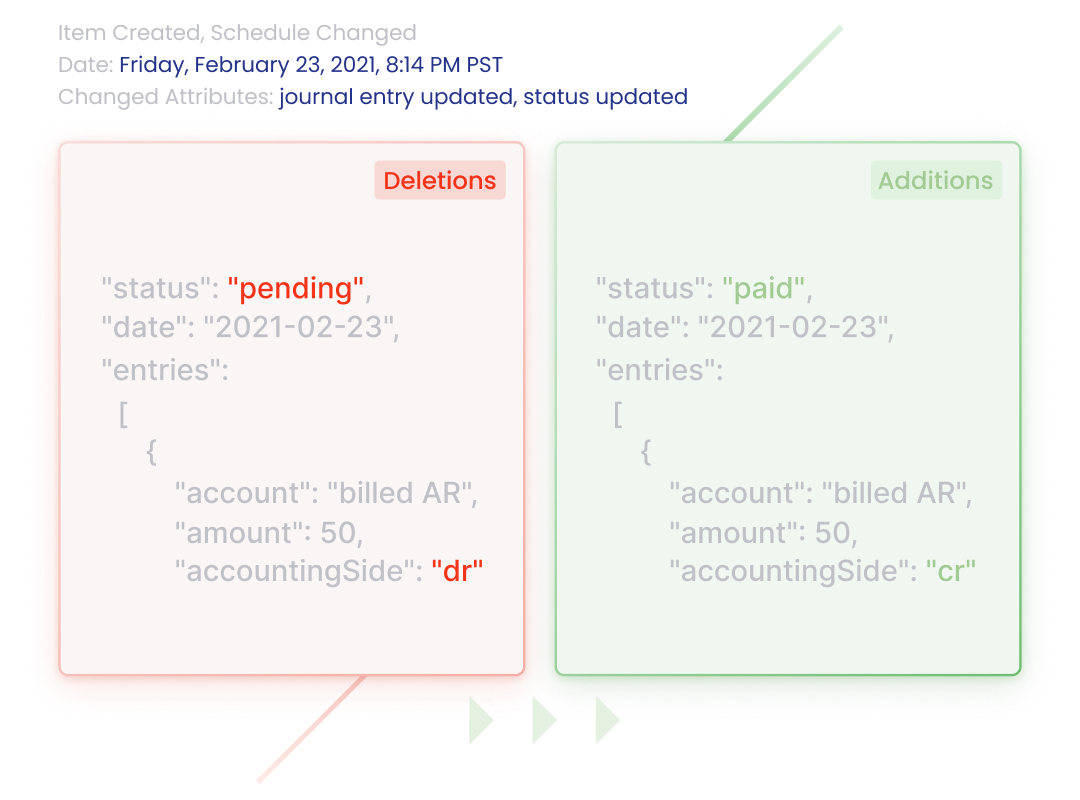 Item Created, Schedule Changed
Date: Friday, February 23, 2021, 8:14 PM PST
Changed Attributes: journal entry updated, status updated
Deletions
"status": "pending",
"date": "2021-02-23",
"entries":
[
{
"account": "billed AR",
"amount": 50,
"accountingSide": "dr"
Additions
"status": "paid",
"date": "2021-02-23",
"entries":
[
{
"account": "billed AR",
"amount": 50,
"accountingSide": "cr"